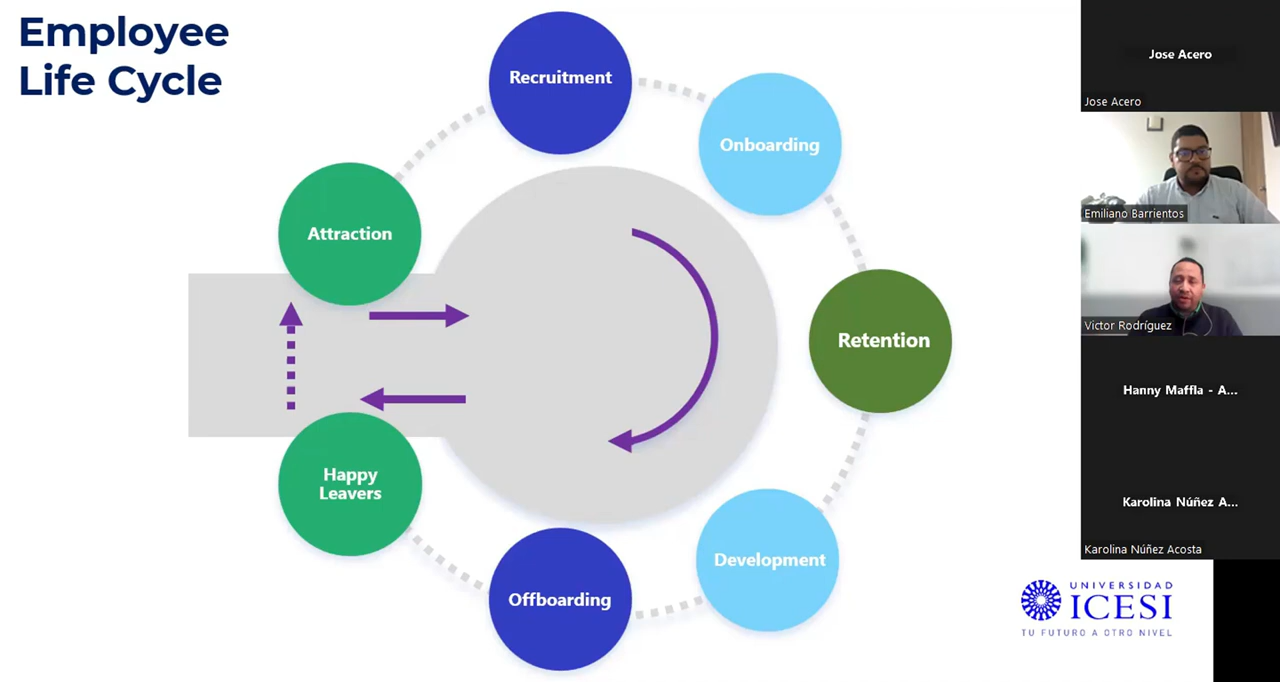 Employee
Life Cycle
Recruitment
Onboarding
Attraction
Retention
Happy
Leavers
Development
Offboarding
Jose Acero
Jose Acero
Emiliano Barrientos
Victor Rodríguez
Hanny Maffla - A...
Karolina Núñez A...
Karolina Núñez Acosta
UNIVERSIDAD
ICESI
TU FUTURO A OTRO NIVEL